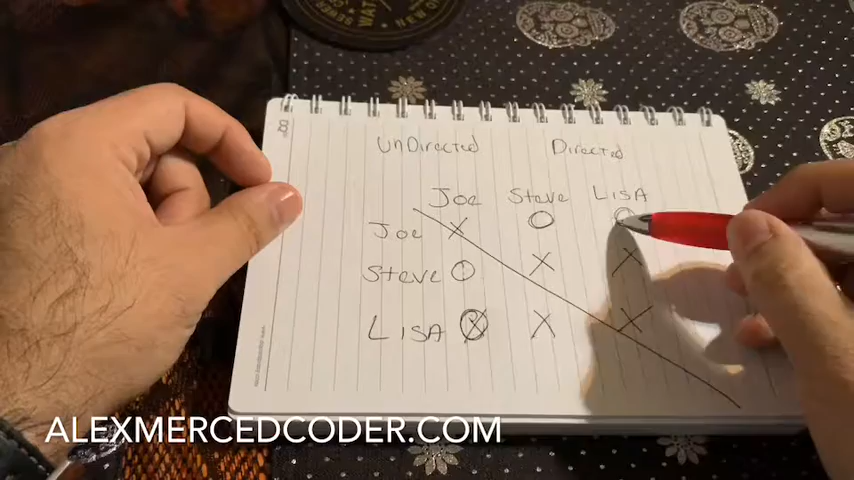 UNDirected Directed
Joe Steve LISA
Joe X O O
Steve O X X
LISA X X X
ALEXMERCEDCODER.COM